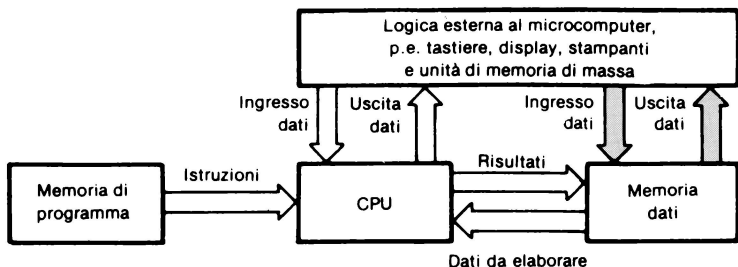 Logica esterna al microcomputer,
p.e. tastiere, display, stampanti
e unità di memoria di massa
Ingresso
dati
Uscita
dati
Ingresso
dati
Uscita
dati
Memoria di
programma
Istruzioni
CPU
Risultati
Memoria
dati
Dati da elaborare